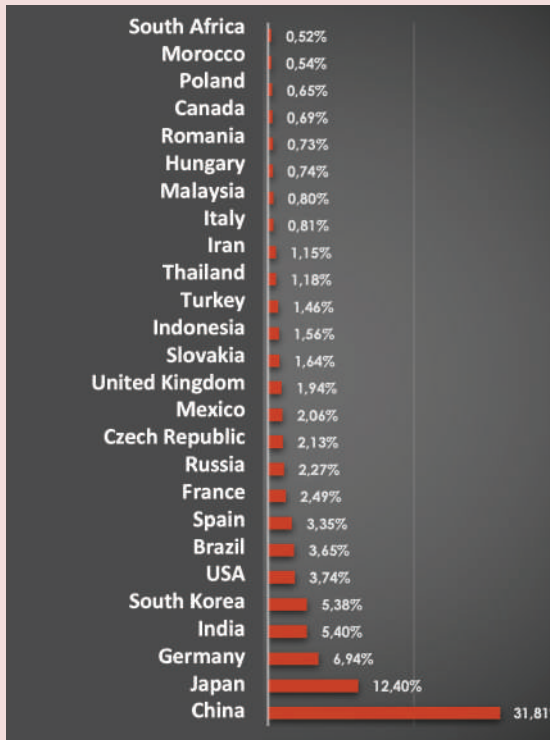 South Africa 0,52%
Morocco 0,54%
Poland 0,65%
Canada 0,69%
Romania 0,73%
Hungary 0,74%
Malaysia 0,80%
Italy 0,81%
Iran 1,15%
Thailand 1,18%
Turkey 1,46%
Indonesia 1,56%
Slovakia 1,64%
United Kingdom 1,94%
Mexico 2,06%
Czech Republic 2,13%
Russia 2,27%
France 2,49%
Spain 3,35%
Brazil 3,65%
USA 3,74%
South Korea 5,38%
India 5,40%
Germany 6,94%
Japan 12,40%
China 31,81%